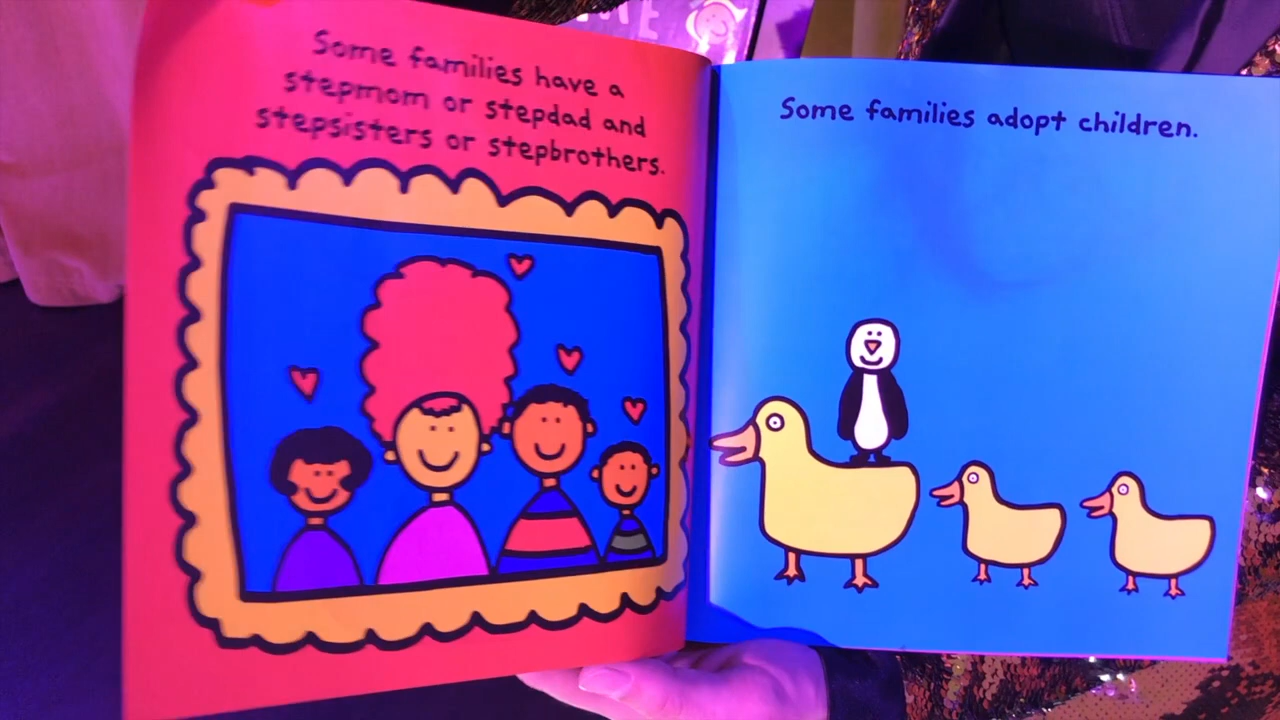 Some families have a
stepmom or stepdad and
stepsisters or stepbrothers.
Some families adopt children.